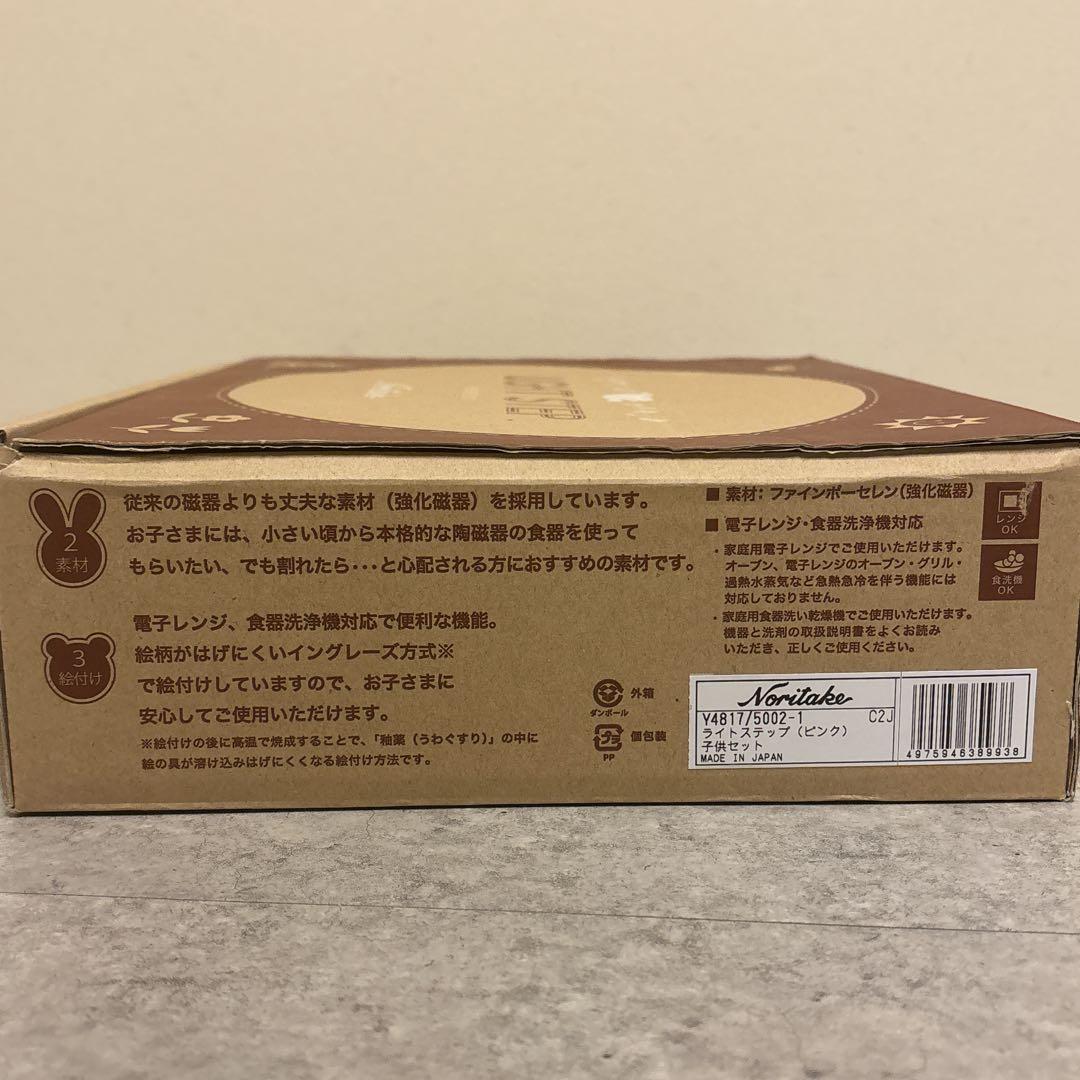 2
素材
従来の磁器よりも丈夫な素材(強化磁器)を採用しています。
お子さまには、小さい頃から本格的な陶磁器の食器を使って
もらいたい、でも割れたら・・・と心配される方におすすめの素材です。
3
絵付け
電子レンジ、食器洗浄機対応で便利な機能。
絵柄がはげにくいイングレーズ方式※
で絵付けしていますので、お子さまに
安心してご使用いただけます。
※絵付けの後に高温で焼成することで、「釉薬(うわぐすり)」の中に
絵の具が溶け込みはげにくくなる絵付け方法です。
■ 素材: ファインポーセレン(強化磁器)
■ 電子レンジ・食器洗浄機対応
・家庭用電子レンジでご使用いただけます。
オーブン、電子レンジのオーブン・グリル・
過熱水蒸気など急熱急冷を伴う機能には
対応しておりません。
・家庭用食器洗い乾燥機でご使用いただけます。
機器と洗剤の取扱説明書をよくお読み
いただき、正しくご使用ください。
レンジ
OK
食洗機
OK
ダンボール
外箱
プラ
PP
個包装
Noritake
Y4817/5002-1 C2J
ライトステップ(ピンク)
子供セット
MADE IN JAPAN
4975946389938